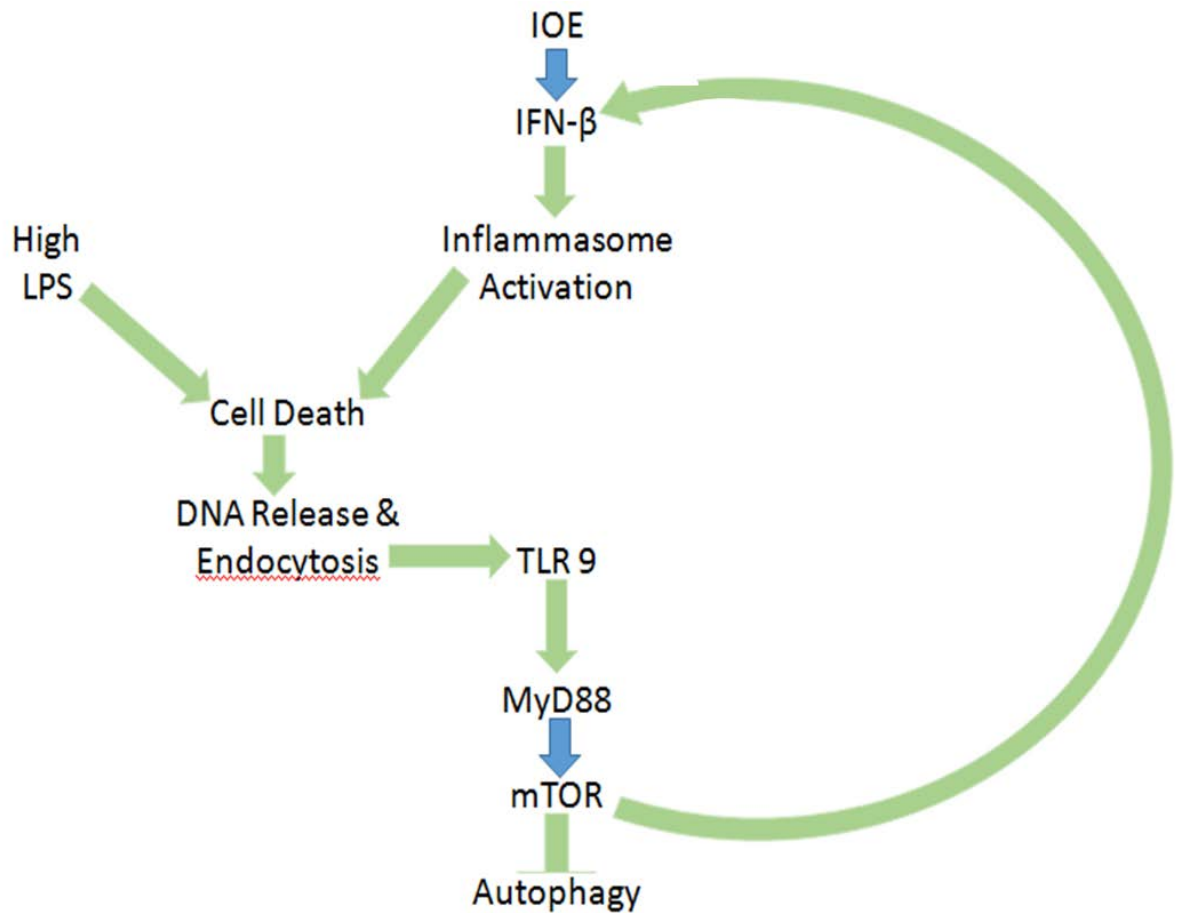 IOE
IFN-β
High
LPS
Inflammasome
Activation
Cell Death
DNA Release &
Endocytosis
TLR 9
MyD88
mTOR
Autophagy